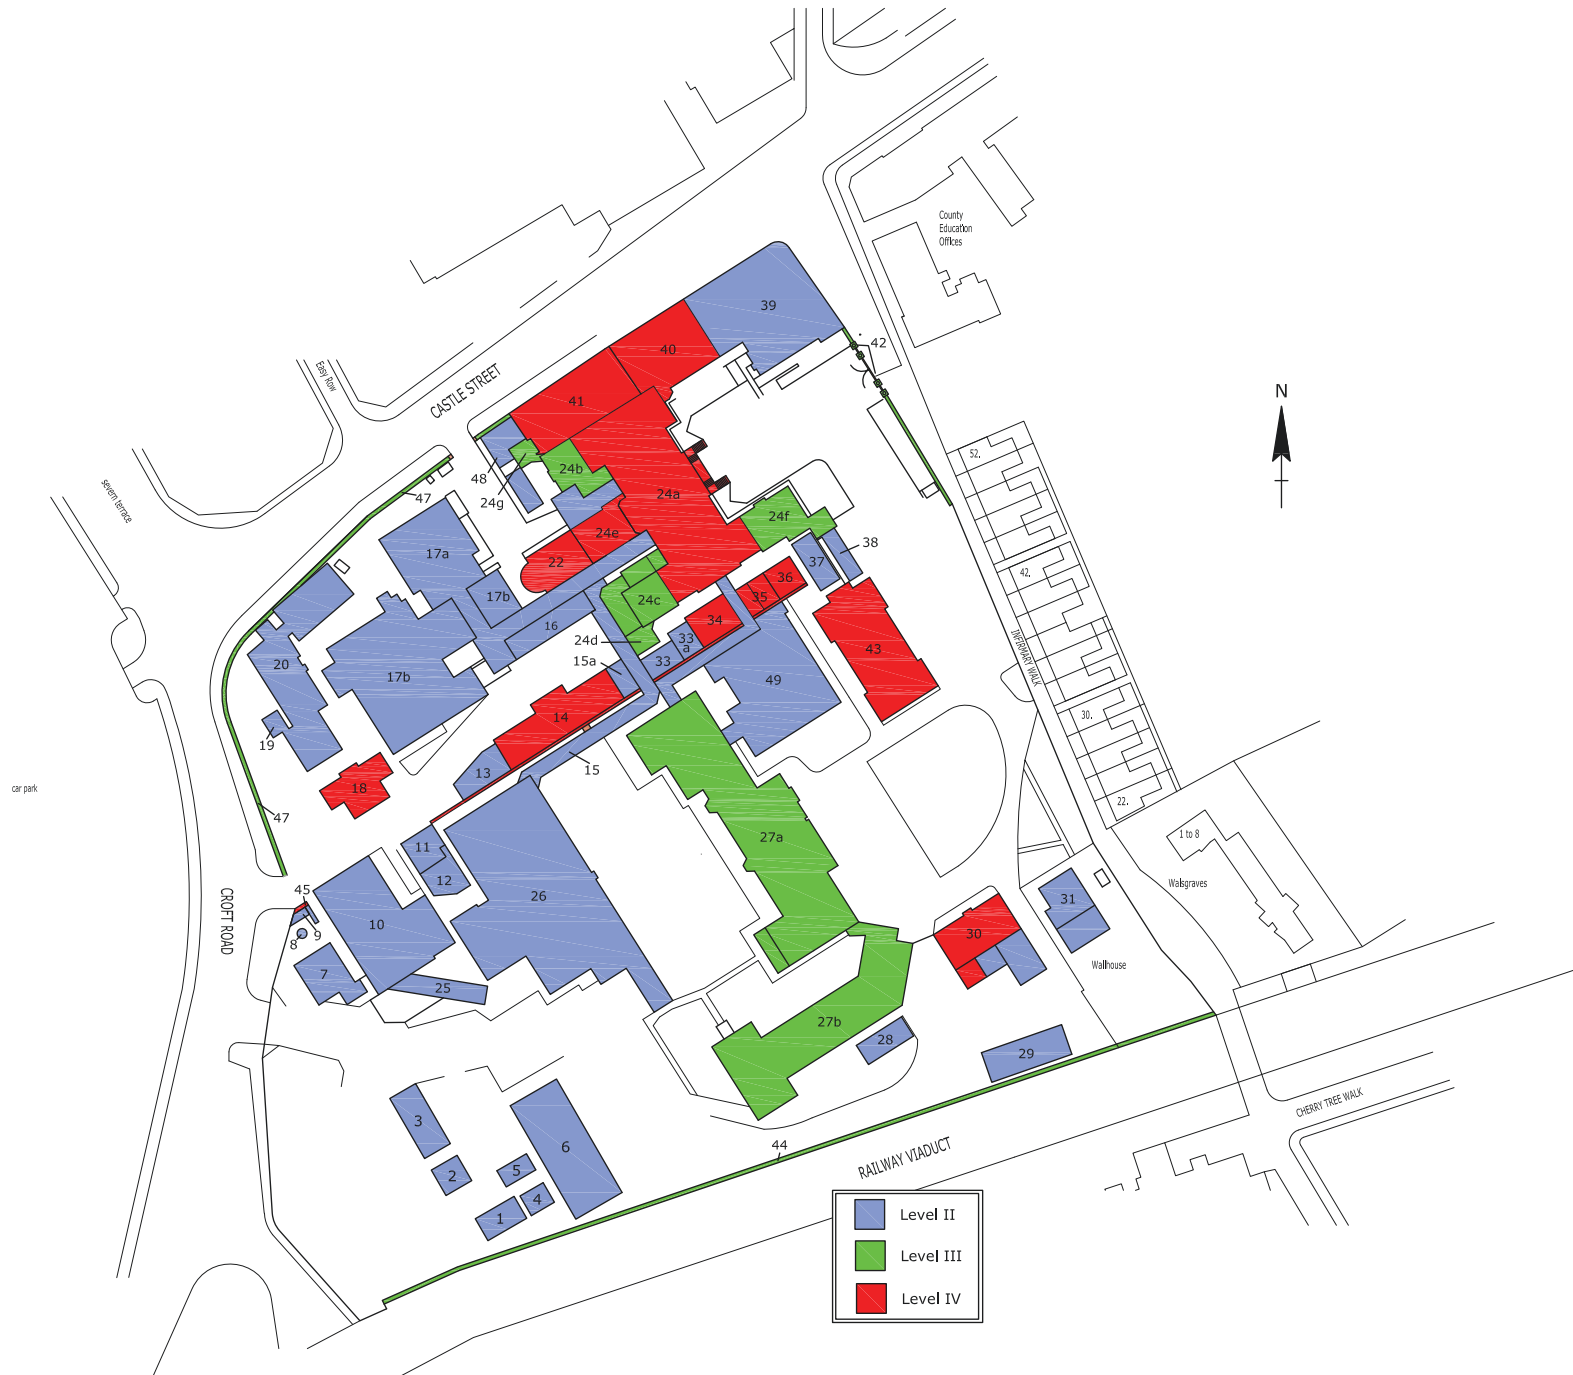 County
Education
Offices
39
42
40
Easy Row
CASTLE STREET
N
41
52.
severn terrace
48
24b
47
24g
24a
24f
17a
24e
38
22
37
42.
36
17b
24c
35
16
34
24d
33
a
43
INFIRMARY WALK
15a
33
20
17b
49
14
30.
19
13
15
18
car park
22.
47
1 to 8
27a
11
Walsgraves
12
45
CROFT ROAD
26
31
10
9
8
30
Wallhouse
7
25
27b
28
29
CHERRY TREE WALK
3
6
44
RAILWAY VIADUCT
5
2
4
1
Level II
Level III
Level IV